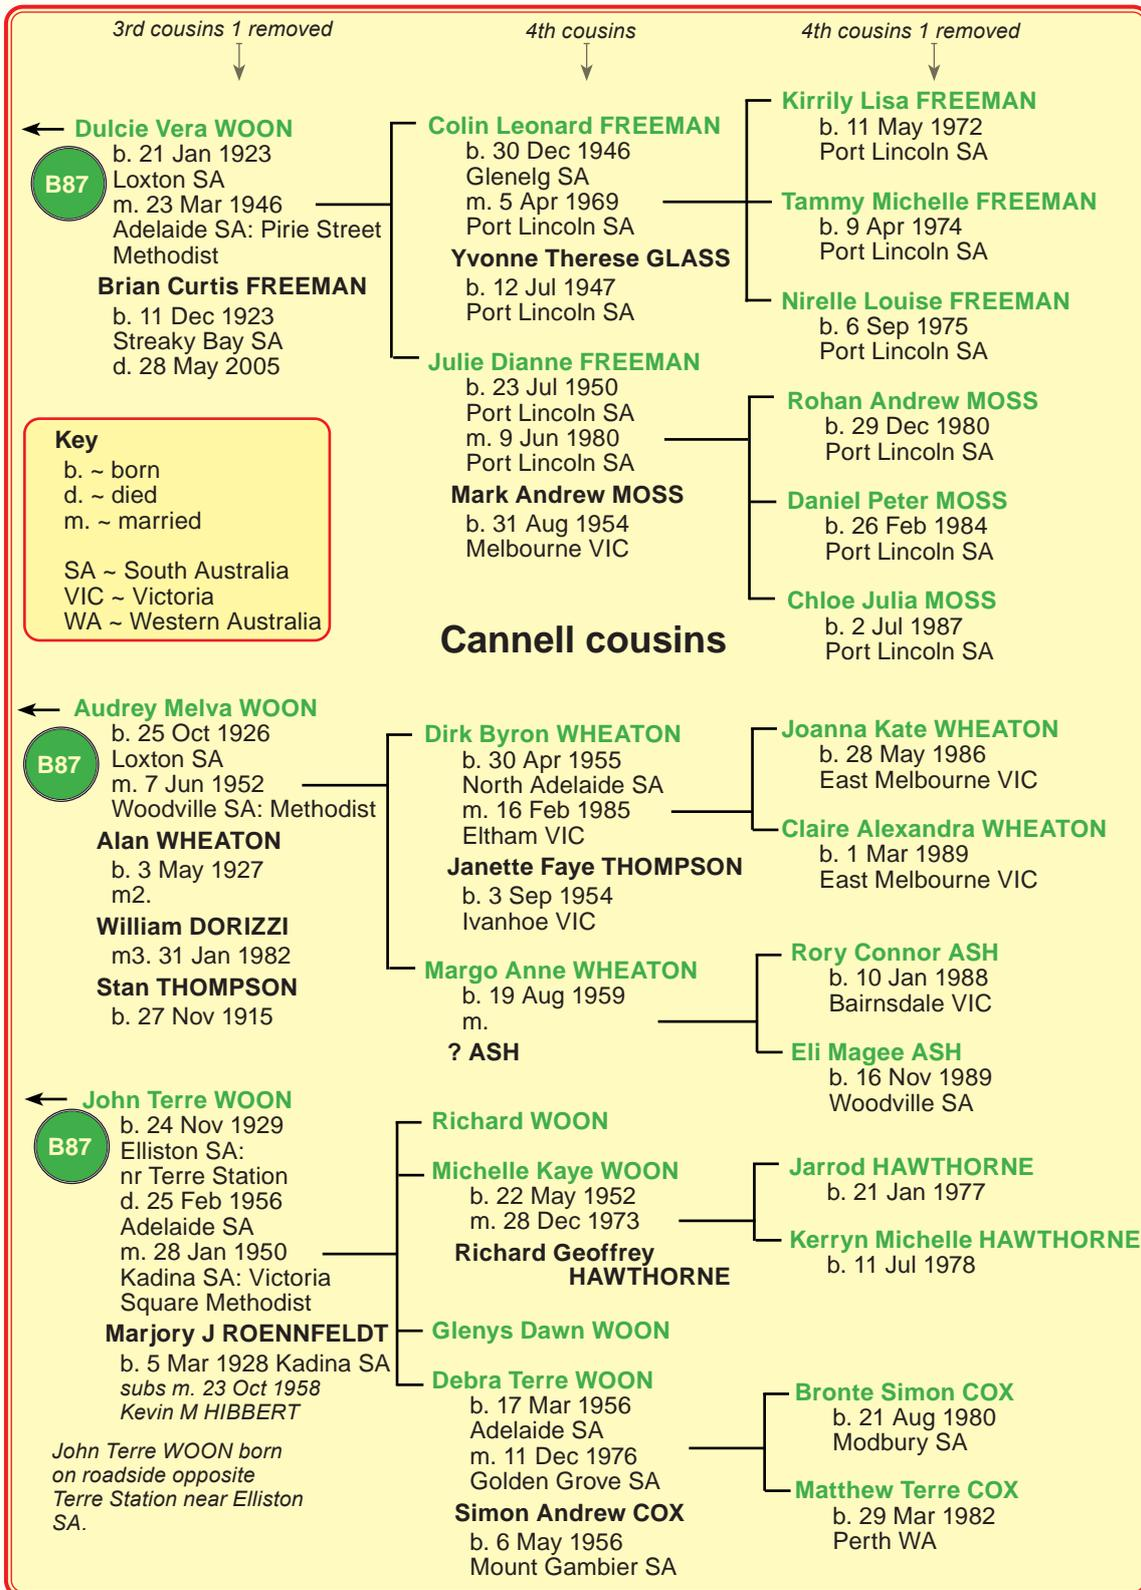 3rd cousins 1 removed
4th cousins
4th cousins 1 removed
Dulcie Vera WOON
B87
b. 21 Jan 1923
Loxton SA
m. 23 Mar 1946
Adelaide SA: Pirie Street
Methodist
Brian Curtis FREEMAN
b. 11 Dec 1923
Streaky Bay SA
d. 28 May 2005
Colin Leonard FREEMAN
b. 30 Dec 1946
Glenelg SA
m. 5 Apr 1969
Port Lincoln SA
Yvonne Therese GLASS
b. 12 Jul 1947
Port Lincoln SA
Kirrily Lisa FREEMAN
b. 11 May 1972
Port Lincoln SA
Tammy Michelle FREEMAN
b. 9 Apr 1974
Port Lincoln SA
Nirelle Louise FREEMAN
b. 6 Sep 1975
Port Lincoln SA
Julie Dianne FREEMAN
b. 23 Jul 1950
Port Lincoln SA
m. 9 Jun 1980
Port Lincoln SA
Mark Andrew MOSS
b. 31 Aug 1954
Melbourne VIC
Rohan Andrew MOSS
b. 29 Dec 1980
Port Lincoln SA
Daniel Peter MOSS
b. 26 Feb 1984
Port Lincoln SA
Chloe Julia MOSS
b. 2 Jul 1987
Port Lincoln SA
Key
b. ~ born
d. ~ died
m. ~ married
SA ~ South Australia
VIC ~ Victoria
WA ~ Western Australia
Cannell cousins
Audrey Melva WOON
B87
b. 25 Oct 1926
Loxton SA
m. 7 Jun 1952
Woodville SA: Methodist
Alan WHEATON
b. 3 May 1927
m2.
William DORIZZI
m3. 31 Jan 1982
Stan THOMPSON
b. 27 Nov 1915
Dirk Byron WHEATON
b. 30 Apr 1955
North Adelaide SA
m. 16 Feb 1985
Eltham VIC
Janette Faye THOMPSON
b. 3 Sep 1954
Ivanhoe VIC
Joanna Kate WHEATON
b. 28 May 1986
East Melbourne VIC
Claire Alexandra WHEATON
b. 1 Mar 1989
East Melbourne VIC
Margo Anne WHEATON
b. 19 Aug 1959
m.
? ASH
Rory Connor ASH
b. 10 Jan 1988
Bairnsdale VIC
Eli Magee ASH
b. 16 Nov 1989
Woodville SA
John Terre WOON
B87
b. 24 Nov 1929
Elliston SA:
nr Terre Station
d. 25 Feb 1956
Adelaide SA
m. 28 Jan 1950
Kadina SA: Victoria
Square Methodist
Marjory J ROENNFELDT
b. 5 Mar 1928 Kadina SA
subs m. 23 Oct 1958
Kevin M HIBBERT
John Terre WOON born
on roadside opposite
Terre Station near Elliston
SA.
Richard WOON
Michelle Kaye WOON
b. 22 May 1952
m. 28 Dec 1973
Richard Geoffrey
HAWTHORNE
Jarrod HAWTHORNE
b. 21 Jan 1977
Kerryn Michelle HAWTHORNE
b. 11 Jul 1978
Glenys Dawn WOON
Debra Terre WOON
b. 17 Mar 1956
Adelaide SA
m. 11 Dec 1976
Golden Grove SA
Simon Andrew COX
b. 6 May 1956
Mount Gambier SA
Bronte Simon COX
b. 21 Aug 1980
Modbury SA
Matthew Terre COX
b. 29 Mar 1982
Perth WA